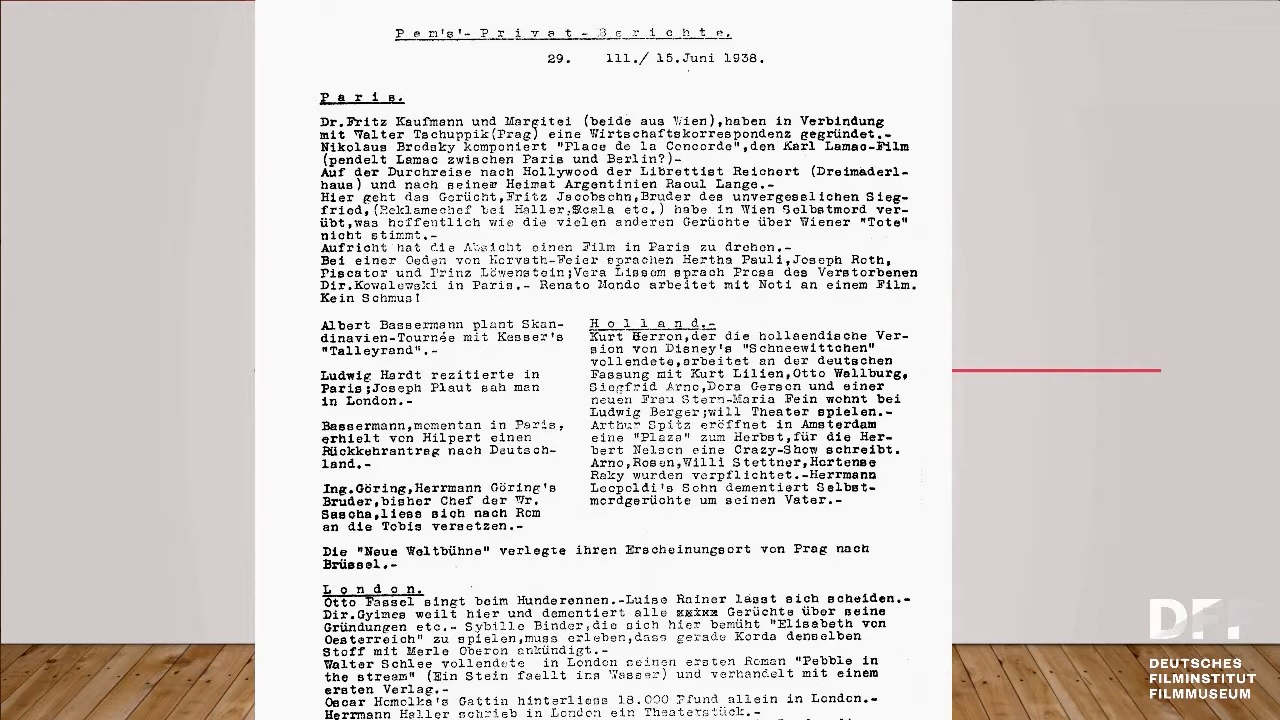 Pem's'-Privat-Berichte.
29. 111./ 15.Juni 1938.
Paris.
Dr.Fritz Kaufmann und Margitei (beide aus Wien),haben in Verbindung
mit Walter Tschuppik(Prag) eine Wirtschaftskorrespondenz gegründet.-
Nikolaus Brodsky komponiert "Place de la Concorde",den Karl Lamac-Film
(pendelt Lamac zwischen Paris und Berlin?)-
Auf der Durchreise nach Hollywood der Librettist Reichert (Dreimaderl-
haus) und nach seiner Heimat Argentinien Raoul Lange.-
Hier geht das Gerücht,Fritz Jacobsohn,Bruder des unvergesslichen Sieg-
fried,(Reklamechef bei Haller,Scala etc.) habe in Wien Selbstmord ver-
übt,was hoffentlich wie die vielen anderen Gerüchte über Wiener "Tote"
nicht stimmt.-
Aufricht hat die Absicht einen Film in Paris zu drehen.-
Bei einer Oeden von Horvath-Feier sprachen Hertha Pauli,Joseph Roth,
Piscator und Prinz Löwenstein;Vera Lissem sprach Prosa des Verstorbenen
Dir.Kowalewski in Paris.- Renato Mondo arbeitet mit Noti an einem Film.
Kein Schmus!
Albert Bassermann plant Skan-
dinavien-Tournée mit Kesser's
"Talleyrand".-
Ludwig Hardt rezitierte in
Paris;Joseph Plaut sah man
in London.-
Bassermann,momentan in Paris,
erhielt von Hilpert einen
Rückkehrantrag nach Deutsch-
land.-
Ing.Göring,Herrmann Göring's
Bruder,bisher Chef der Wr.
Sascha,liess sich nach Rom
an die Tobis versetzen.-
Holland.-
Kurt Gerron,der die hollaendische Ver-
sion von Disney's "Schneewittchen"
vollendete,arbeitet an der deutschen
Fassung mit Kurt Lilien,Otto Wallburg,
Siegfrid Arno,Dora Gerson und einer
neuen Frau Stern-Maria Fein wohnt bei
Ludwig Berger;will Theater spielen.-
Arthur Spitz eröffnet in Amsterdam
eine "Plaza" zum Herbst,für die Her-
bert Nelson eine Crazy-Show schreibt.
Arno,Rosen,Willi Stettner,Hortense
Raky wurden verpflichtet.-Herrmann
Leopoldi's Sohn dementiert Selbst-
mordgerüchte um seinen Vater.-
Die "Neue Weltbühne" verlegte ihren Erscheinungsort von Prag nach
Brüssel.-
London.
Otto Fassel singt beim Hunderennen.-Luise Rainer lässt sich scheiden.-
Dir.Gyimes weilt hier und dementiert alle xxxxx Gerüchte über seine
Gründungen etc.- Sybille Binder,die sich hier bemüht "Elisabeth von
Oesterreich" zu spielen,muss erleben,dass gerade Korda denselben
Stoff mit Merle Oberon ankündigt.-
Walter Schlee vollendete in London seinen ersten Roman "Pebble in
the stream" (Ein Stein faellt ins Wasser) und verhandelt mit einem
ersten Verlag.-
Oscar Homolka's Gattin hinterliess 18.000 Pfund allein in London.-
Herrmann Haller schrieb in London ein Theaterstück.-
DFF.
DEUTSCHES
FILMINSTITUT
FILMMUSEUM